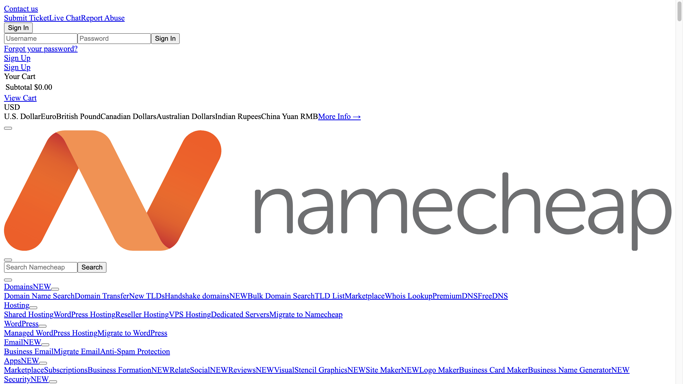 Contact us
Submit TicketLive ChatReport Abuse
Sign In
Username Password Sign In
Forgot your password?
Sign Up
Sign Up
Your Cart
Subtotal $0.00
View Cart
USD
U.S. DollarEuroBritish PoundCanadian DollarsAustralian DollarsIndian RupeesChina Yuan RMBMore Info →
namecheap
Search Namecheap Search
DomainsNEW
Domain Name SearchDomain TransferNew TLDsHandshake domainsNEWBulk Domain SearchTLD ListMarketplaceWhois LookupPremiumDNSFreeDNS
Hosting
Shared HostingWordPress HostingReseller HostingVPS HostingDedicated ServersMigrate to Namecheap
WordPress
Managed WordPress HostingMigrate to WordPress
EmailNEW
Business EmailMigrate EmailAnti-Spam Protection
AppsNEW
MarketplaceSubscriptionsBusiness FormationNEWRelateSocialNEWReviewsNEWVisualStencil GraphicsNEWSite MakerNEWLogo MakerBusiness Card MakerBusiness Name GeneratorNEW
SecurityNEW